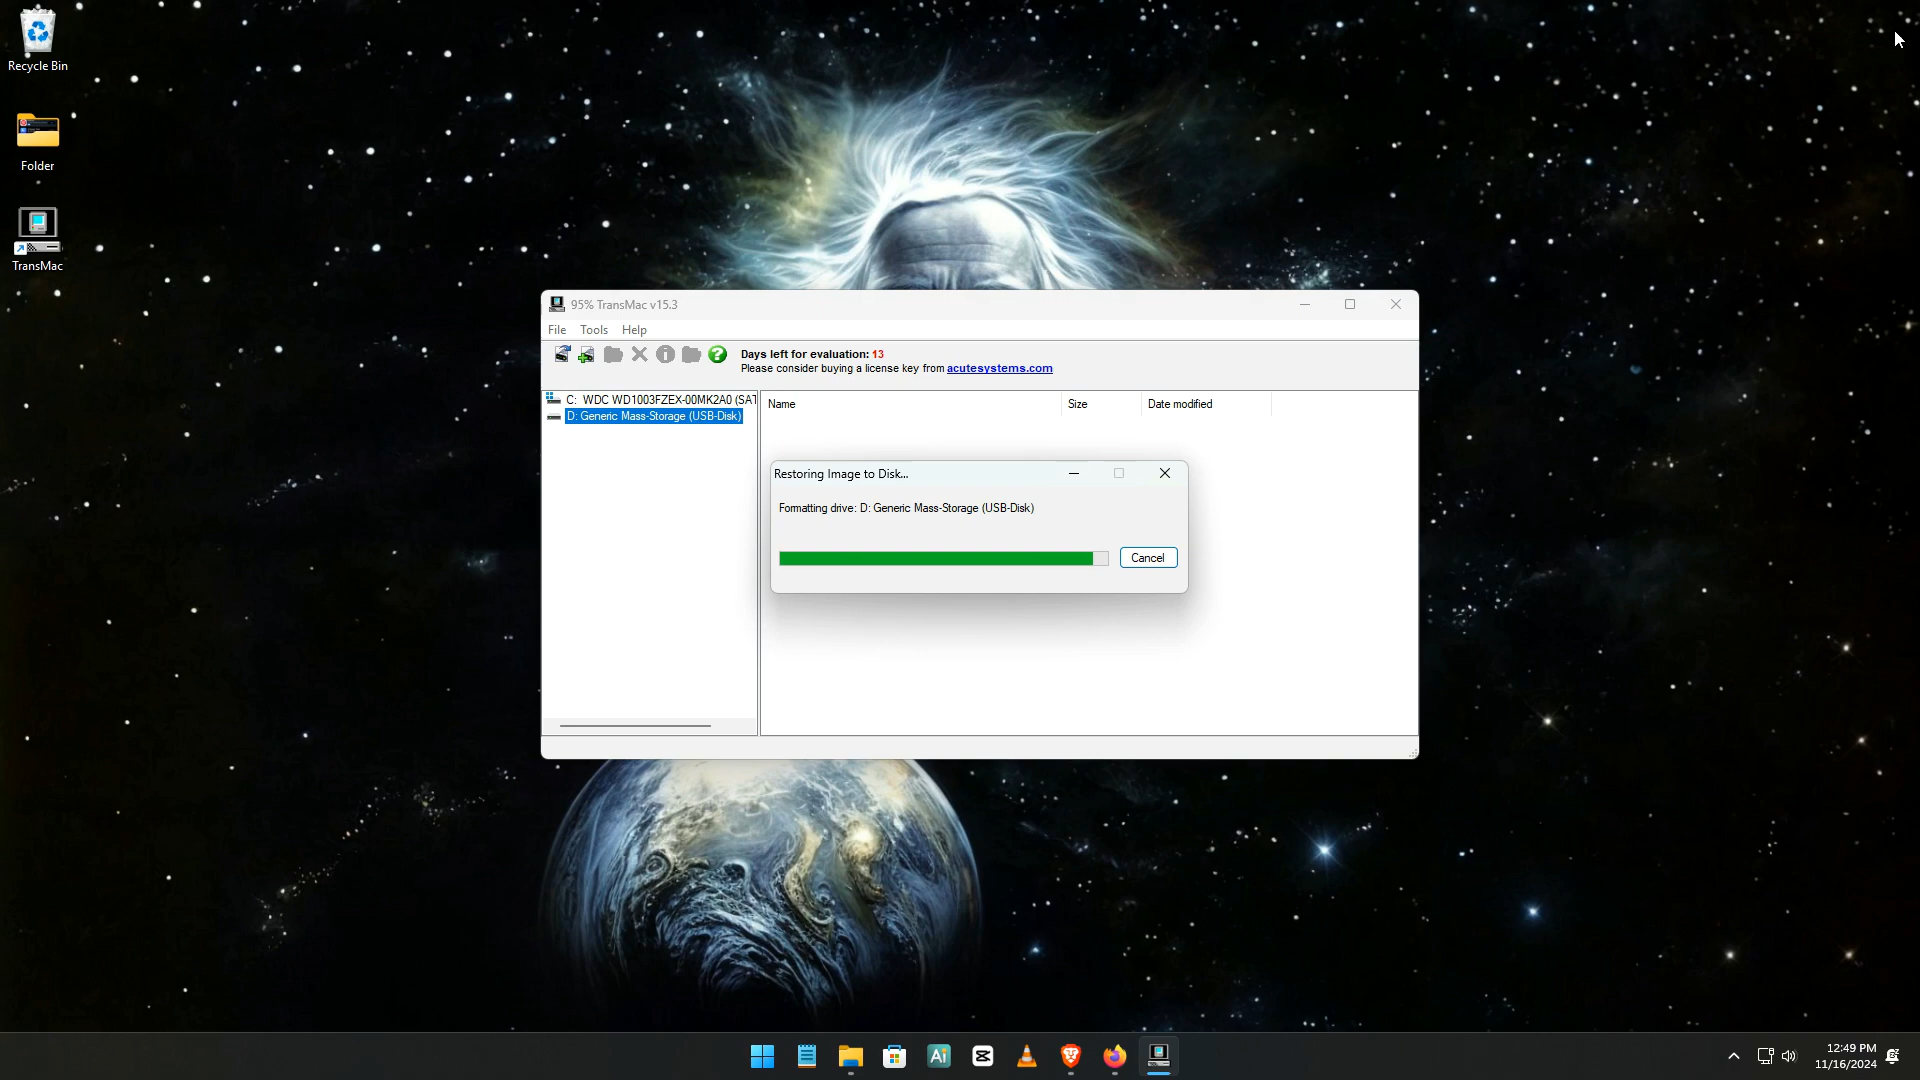 Recycle Bin
Folder
TransMac
95% TransMac v15.3
File Tools Help
Days left for evaluation: 13
Please consider buying a license key from acutesystems.com
C: WDC WD1003FZEX-00MK2A0 (SAT
D: Generic Mass-Storage (USB-Disk)
Name Size Date modified
Restoring Image to Disk...
Formatting drive: D: Generic Mass-Storage (USB-Disk)
Cancel
Ai
12:49 PM
11/16/2024